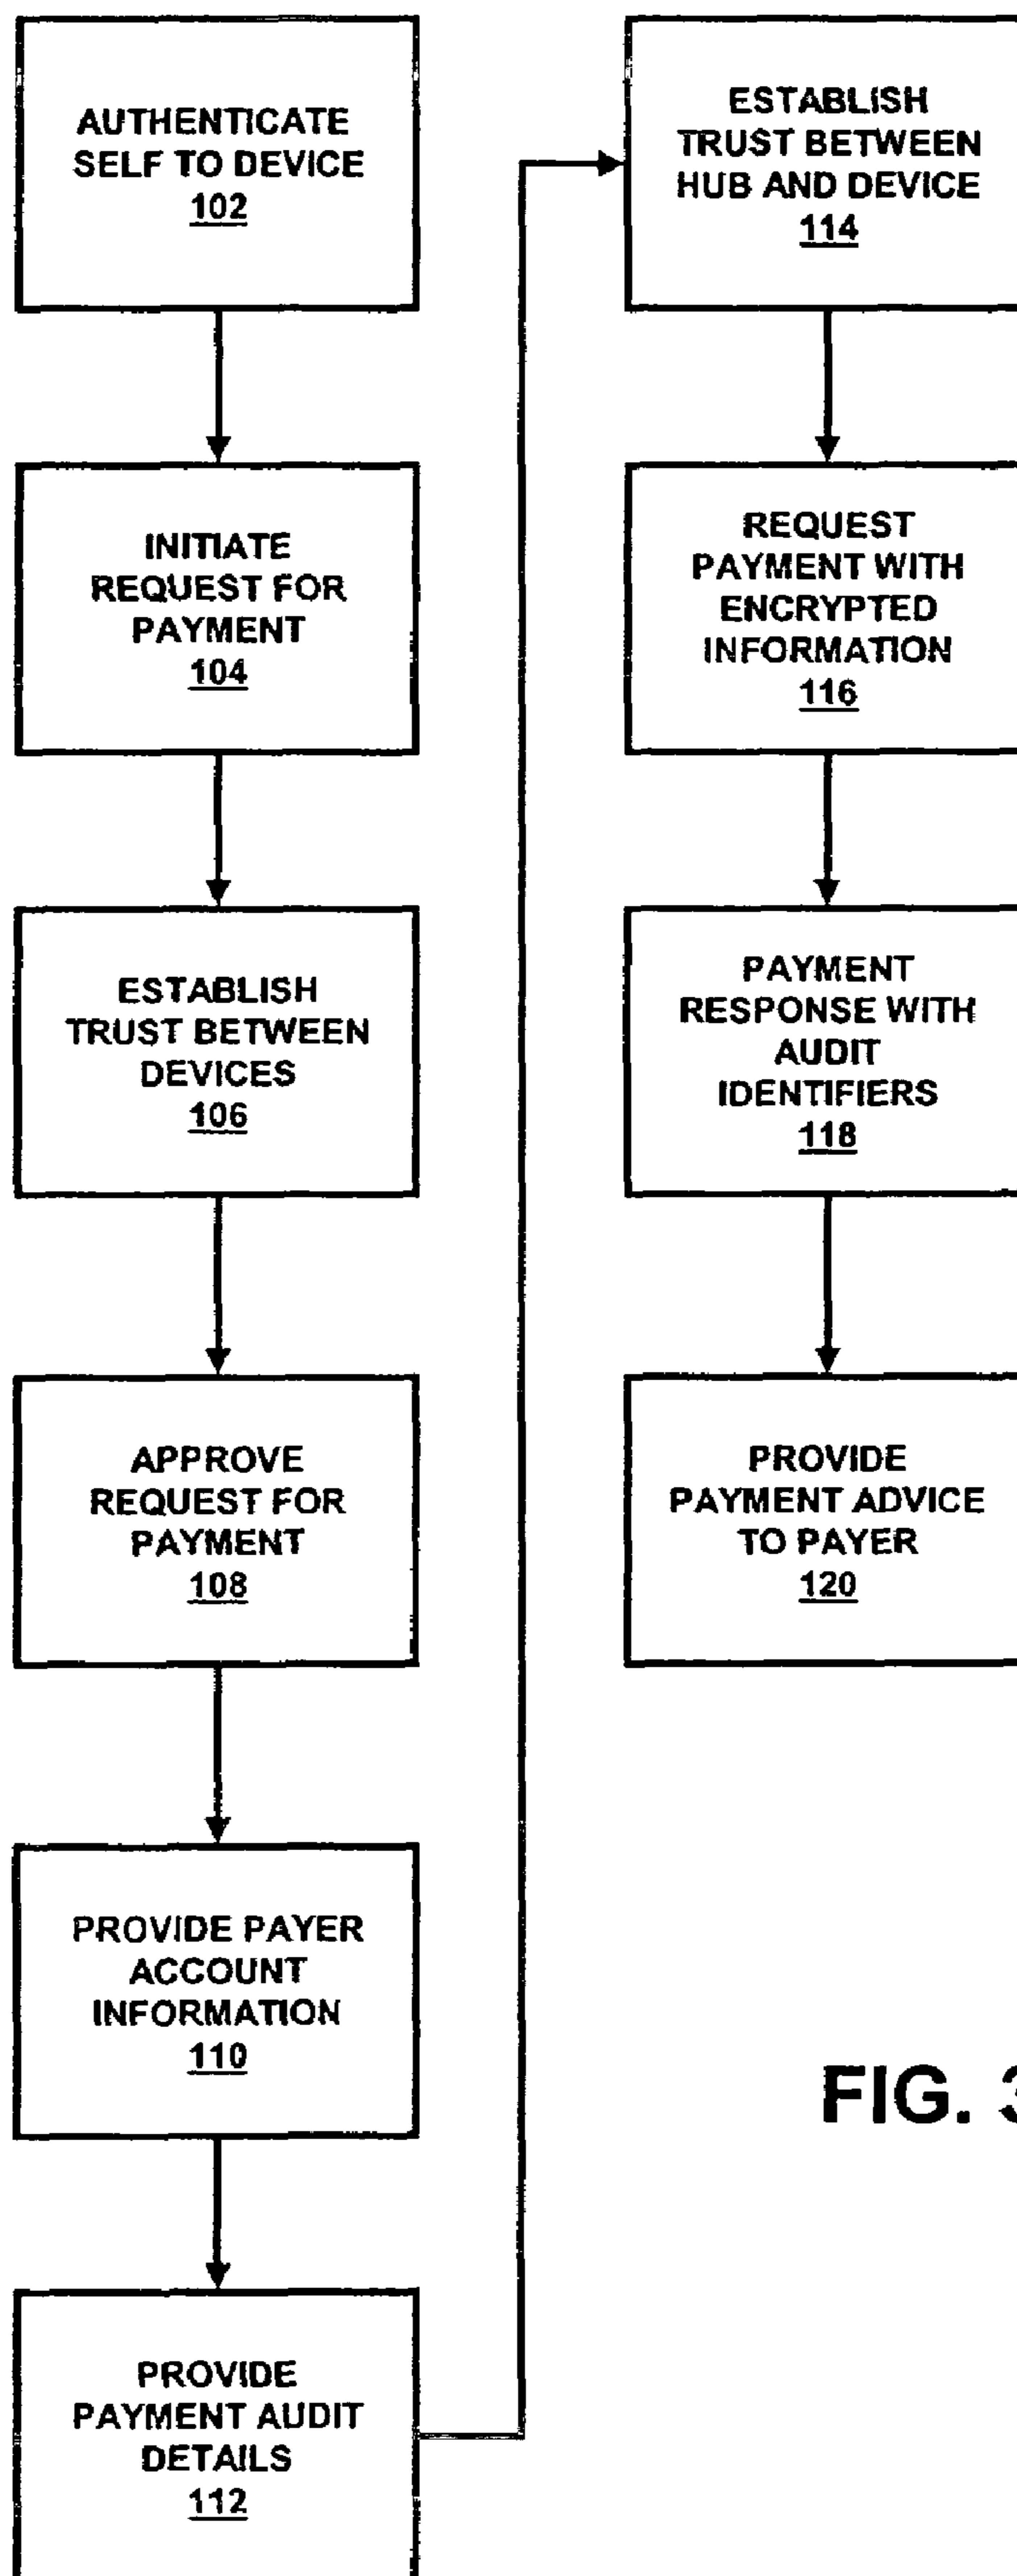 AUTHENTICATE
SELF TO DEVICE
102
INITIATE
REQUEST FOR
PAYMENT
104
ESTABLISH
TRUST BETWEEN
DEVICES
106
APPROVE
REQUEST FOR
PAYMENT
108
PROVIDE PAYER
ACCOUNT
INFORMATION
110
PROVIDE
PAYMENT AUDIT
DETAILS
112
ESTABLISH
TRUST BETWEEN
HUB AND DEVICE
114
REQUEST
PAYMENT WITH
ENCRYPTED
INFORMATION
116
PAYMENT
RESPONSE WITH
AUDIT
IDENTIFIERS
118
PROVIDE
PAYMENT ADVICE
TO PAYER
120
FIG. 3